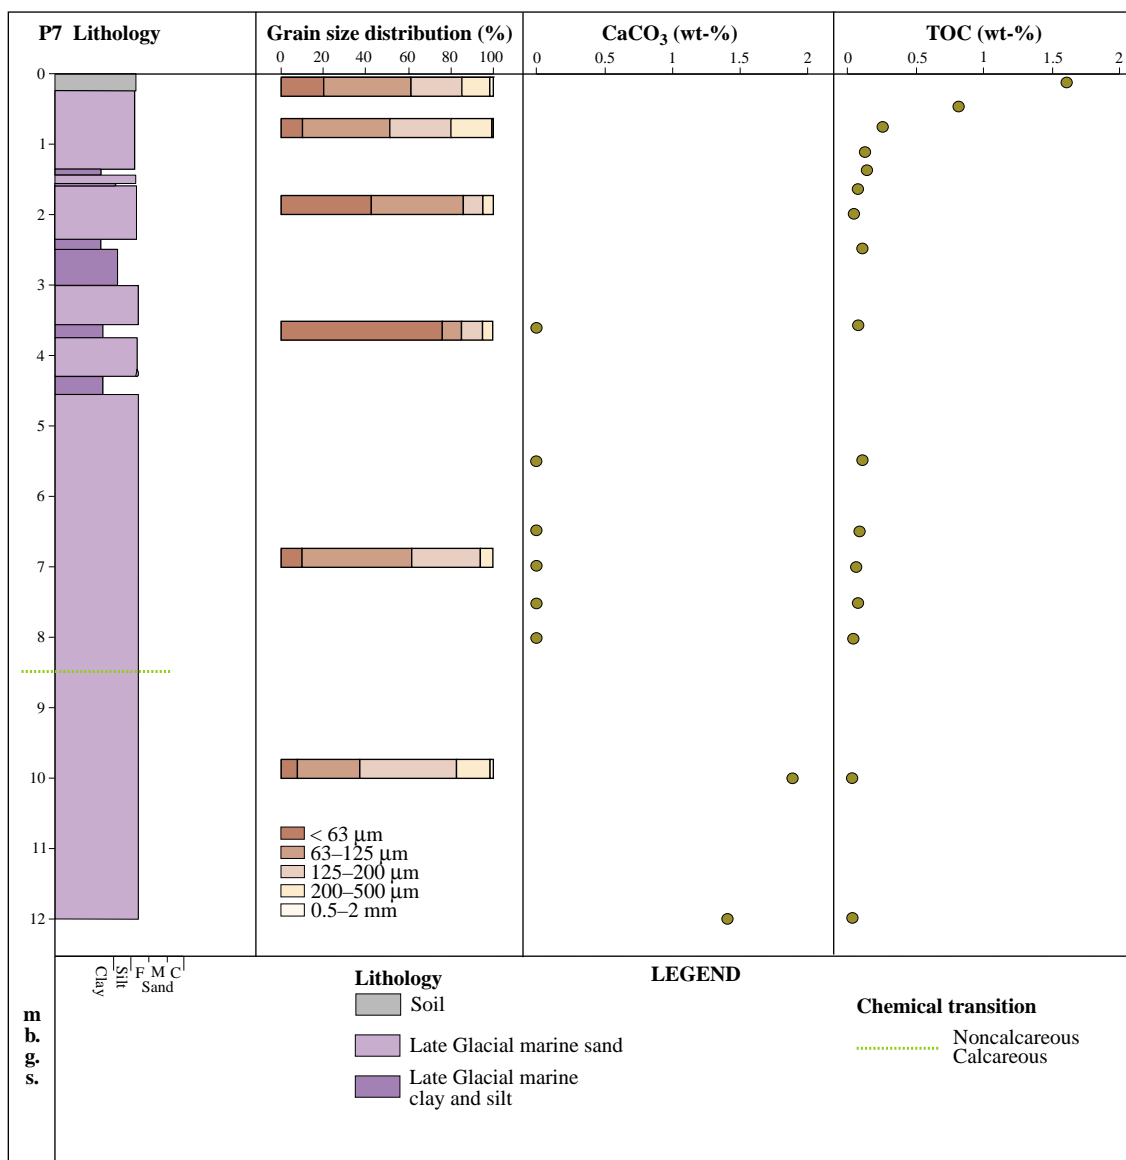 P7 Lithology
Grain size distribution (%)
CaCO3 (wt-%)
TOC (wt-%)
0 20 40 60 80 100
0 0.5 1 1.5 2
0 0.5 1 1.5 2
0
1
2
3
4
5
6
7
8
9
10
11
12
< 63 µm
63–125 µm
125–200 µm
200–500 µm
0.5–2 mm
Clay
Silt
F M C
Sand
m
b.
g.
s.
LEGEND
Lithology
Soil
Late Glacial marine sand
Late Glacial marine
clay and silt
Chemical transition
Noncalcareous
Calcareous